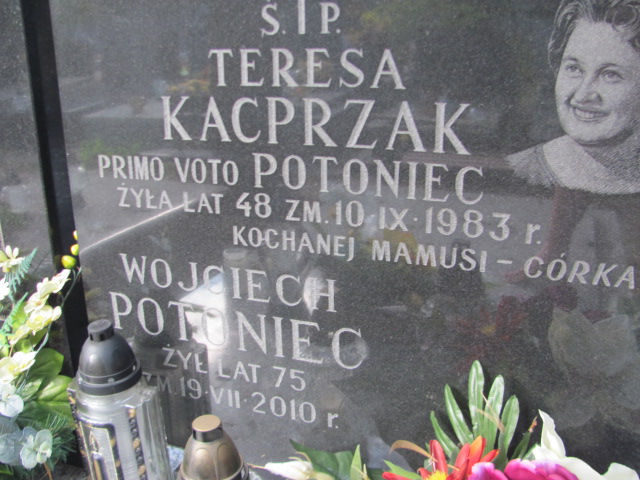 Ś. P.
TERESA
KACPRZAK
PRIMO VOTO POTONIEC
ŻYŁA LAT 48 ZM. 10 IX · 1983 r.
KOCHANEJ MAMUSI – CÓRKA
WOJCIECH
POTONIEC
ŻYŁ LAT 75
ZM. 19 · VII · 2010 r.